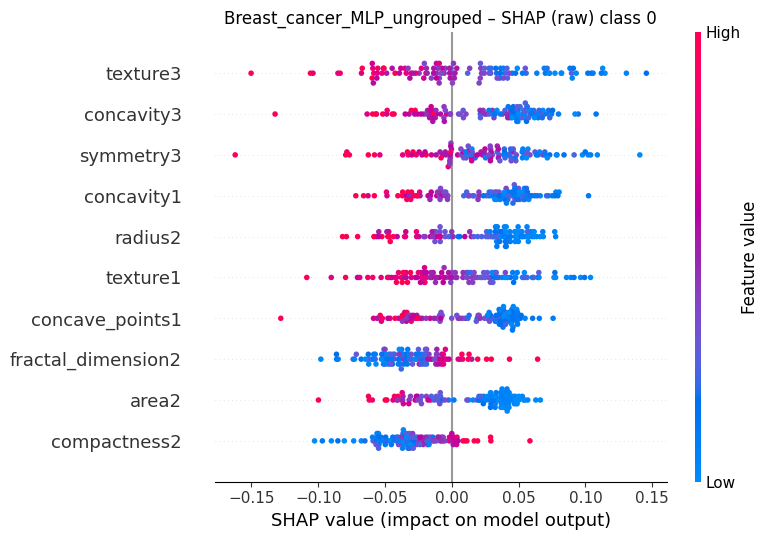 Breast_cancer_MLP_ungrouped – SHAP (raw) class 0
High
texture3
concavity3
symmetry3
concavity1
radius2
texture1
concave_points1
fractal_dimension2
area2
compactness2
Feature value
Low
−0.15 −0.10 −0.05 0.00 0.05 0.10 0.15
SHAP value (impact on model output)